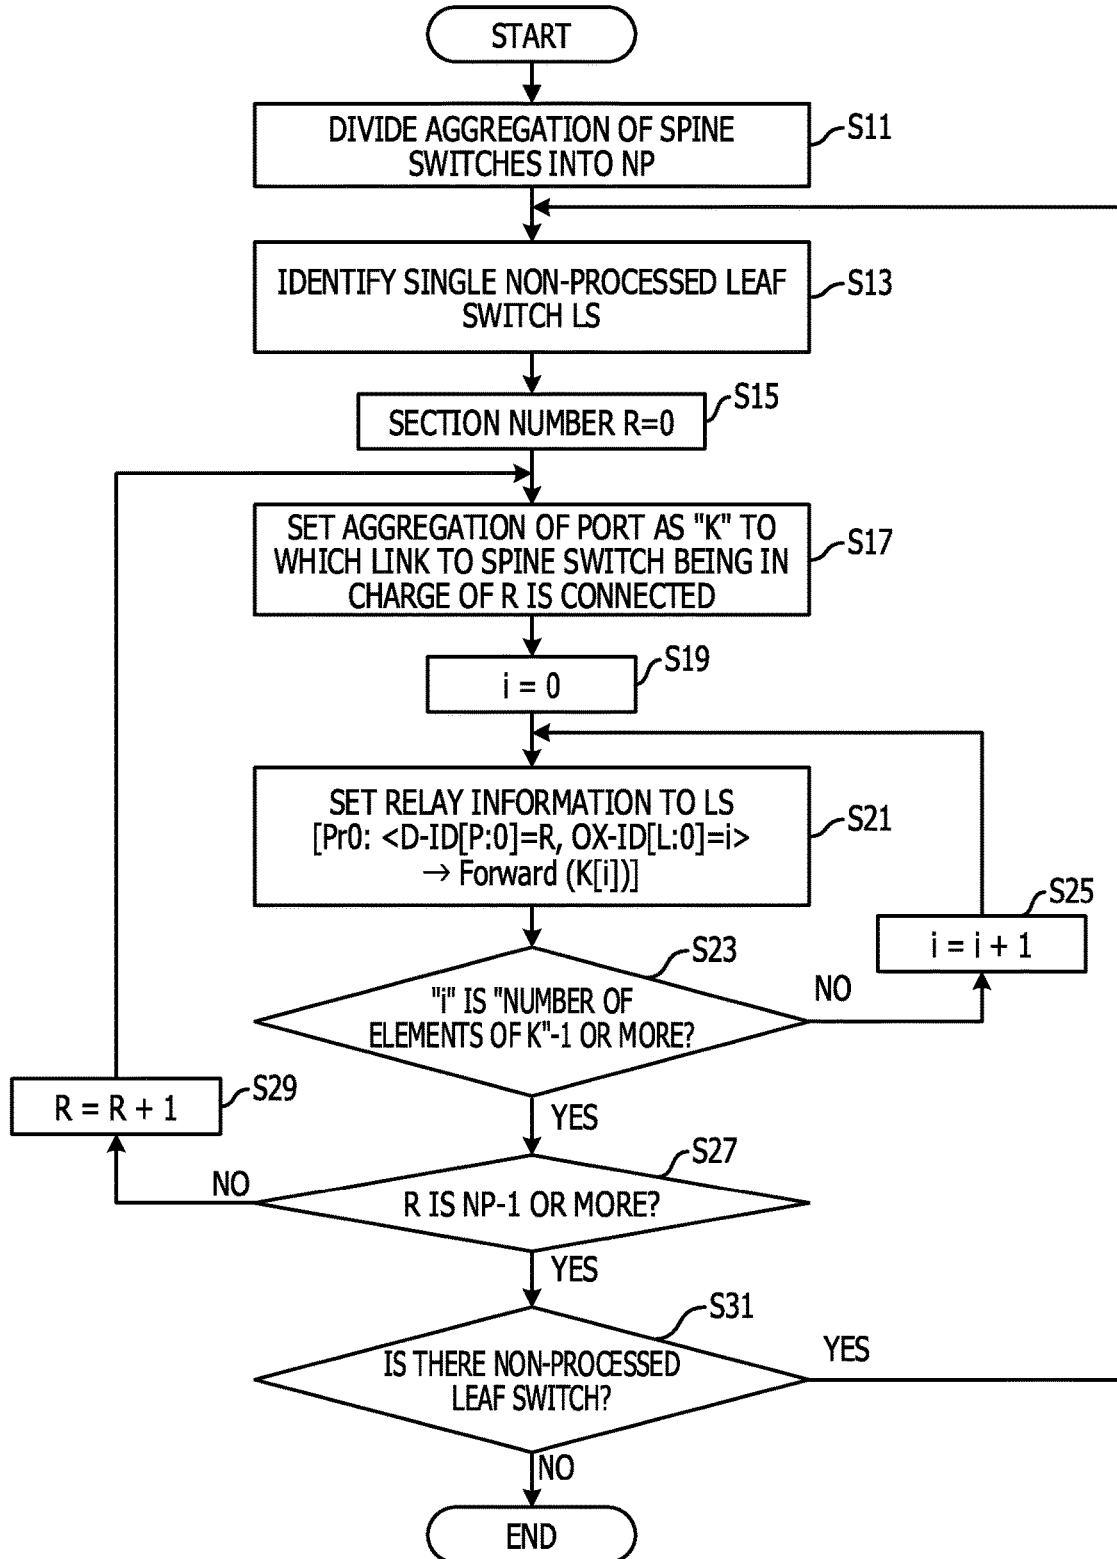 START
DIVIDE AGGREGATION OF SPINE
SWITCHES INTO NP
S11
IDENTIFY SINGLE NON-PROCESSED LEAF
SWITCH LS
S13
SECTION NUMBER R=0
S15
SET AGGREGATION OF PORT AS "K" TO
WHICH LINK TO SPINE SWITCH BEING IN
CHARGE OF R IS CONNECTED
S17
i = 0
S19
SET RELAY INFORMATION TO LS
[Pr0: <D-ID[P:0]=R, OX-ID[L:0]=i>
→ Forward (K[i])]
S21
"i" IS "NUMBER OF
ELEMENTS OF K"-1 OR MORE?
S23
NO
i = i + 1
S25
YES
R IS NP-1 OR MORE?
S27
NO
R = R + 1
S29
YES
IS THERE NON-PROCESSED
LEAF SWITCH?
S31
YES
NO
END